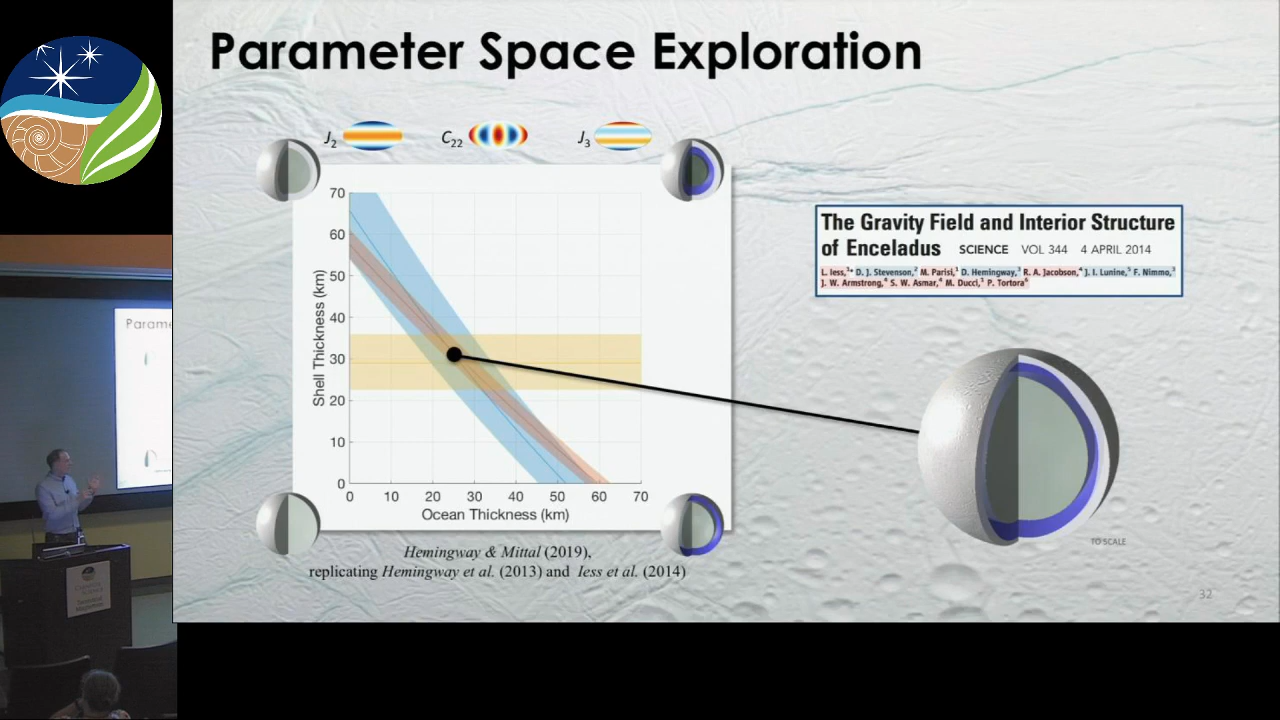 Parameter Space Exploration
J2
C22
J3
70
60
50
40
30
20
10
0
Shell Thickness (km)
0 10 20 30 40 50 60 70
Ocean Thickness (km)
Hemingway & Mittal (2019),
replicating Hemingway et al. (2013) and Iess et al. (2014)
The Gravity Field and Interior Structure
of Enceladus SCIENCE VOL 344 4 APRIL 2014
L. Iess,1* D. J. Stevenson,2 M. Parisi,1 D. Hemingway,3 R. A. Jacobson,4 J. I. Lunine,5 F. Nimmo,3
J. W. Armstrong,4 S. W. Asmar,4 M. Ducci,1 P. Tortora6
TO SCALE
32
Parame